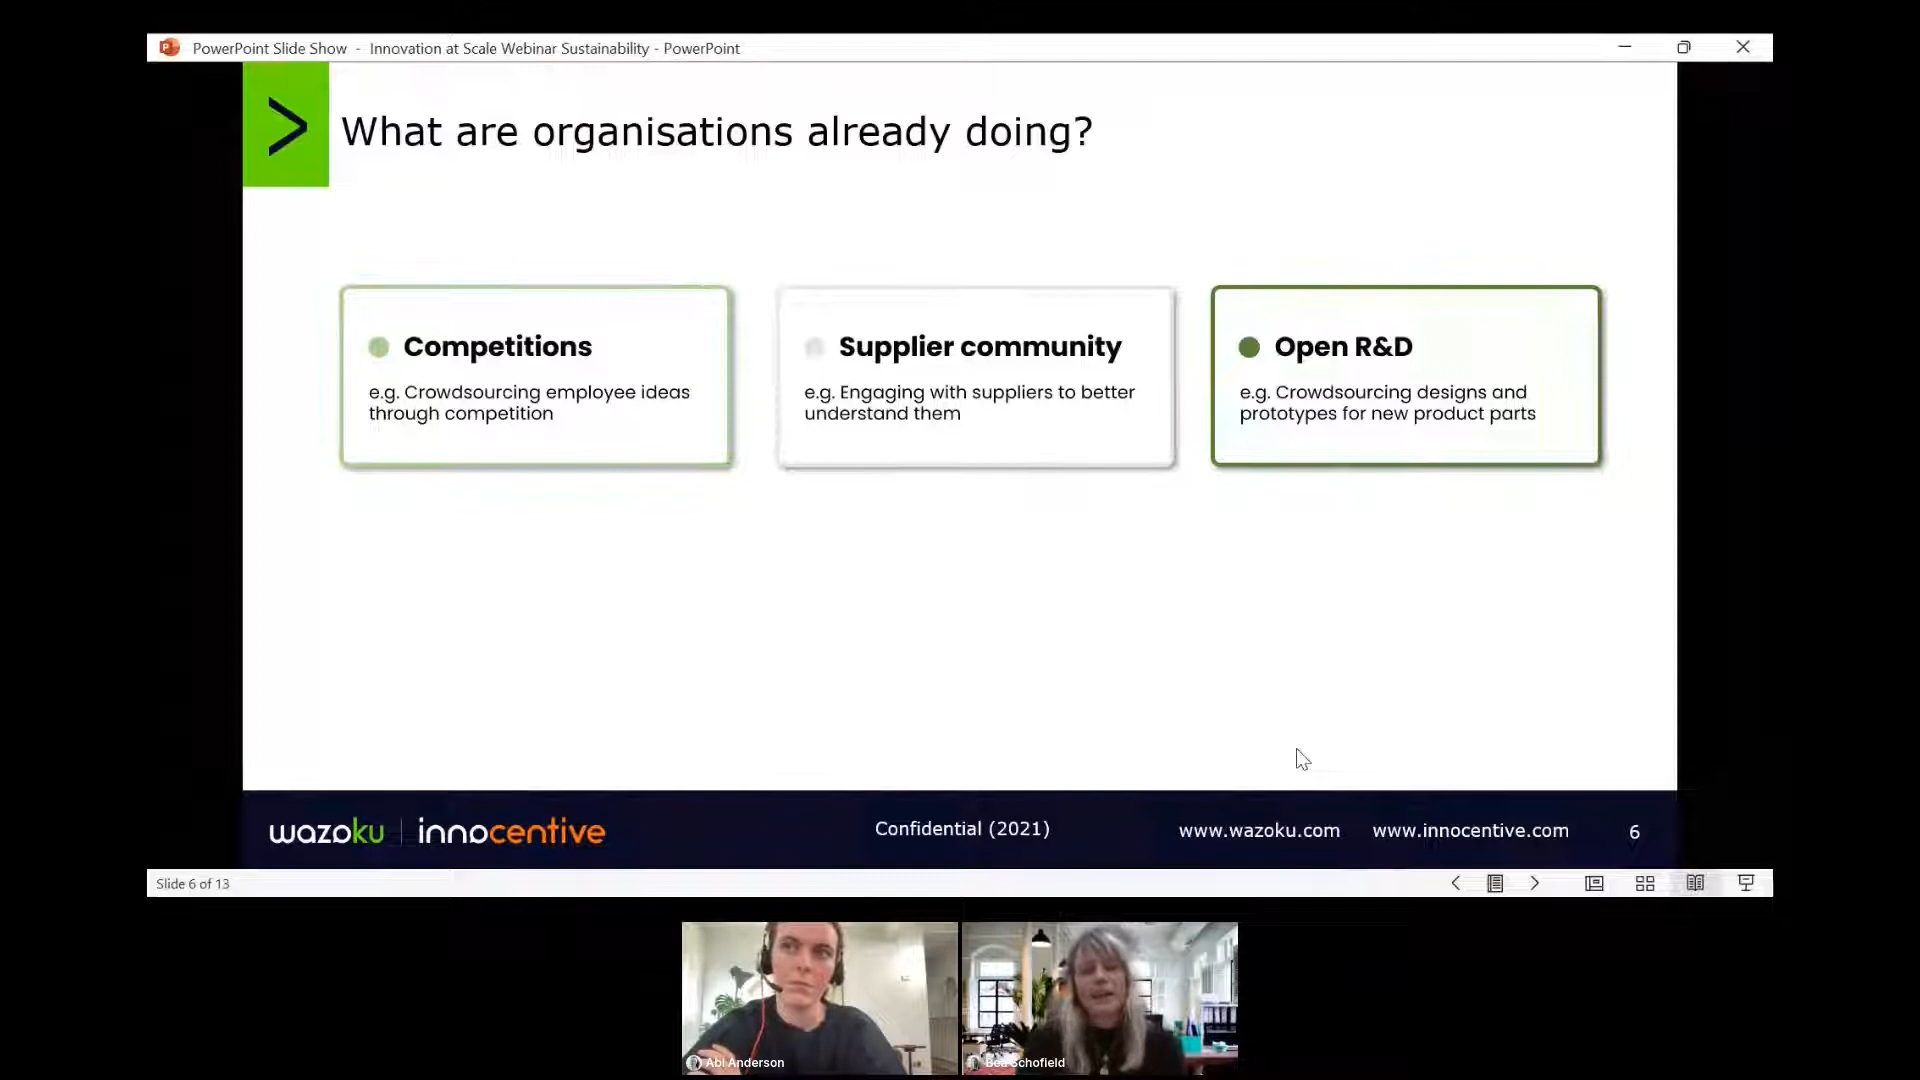 PowerPoint Slide Show - Innovation at Scale Webinar Sustainability - PowerPoint
What are organisations already doing?
Competitions
e.g. Crowdsourcing employee ideas
through competition
Supplier community
e.g. Engaging with suppliers to better
understand them
Open R&D
e.g. Crowdsourcing designs and
prototypes for new product parts
wazoku | innocentive
Confidential (2021)
www.wazoku.com
www.innocentive.com
6
Slide 6 of 13
Abi Anderson
Bea Schofield